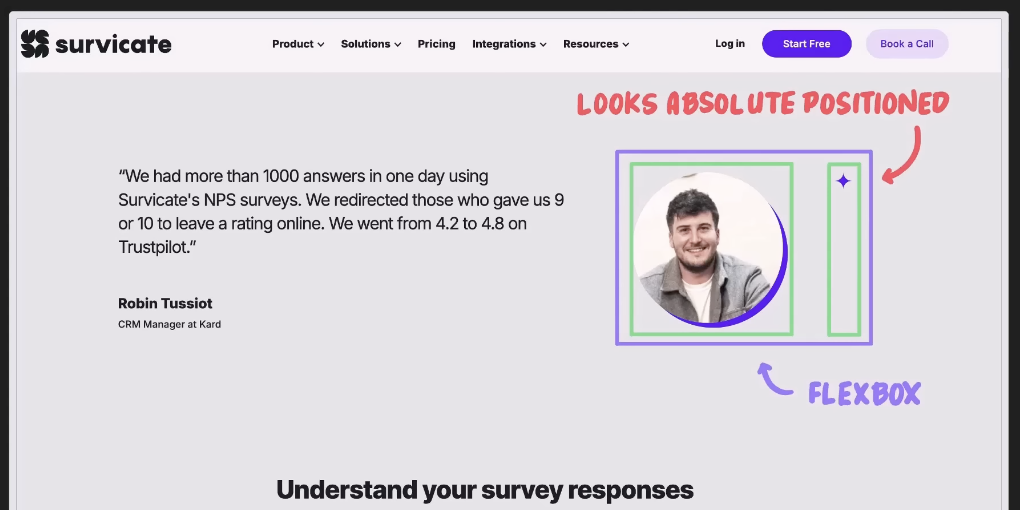 survicate
Product Solutions Pricing Integrations Resources Log in Start Free Book a Call
LOOKS ABSOLUTE POSITIONED
“We had more than 1000 answers in one day using
Survicate's NPS surveys. We redirected those who gave us 9
or 10 to leave a rating online. We went from 4.2 to 4.8 on
Trustpilot.”
Robin Tussiot
CRM Manager at Kard
FLEXBOX
Understand your survey responses